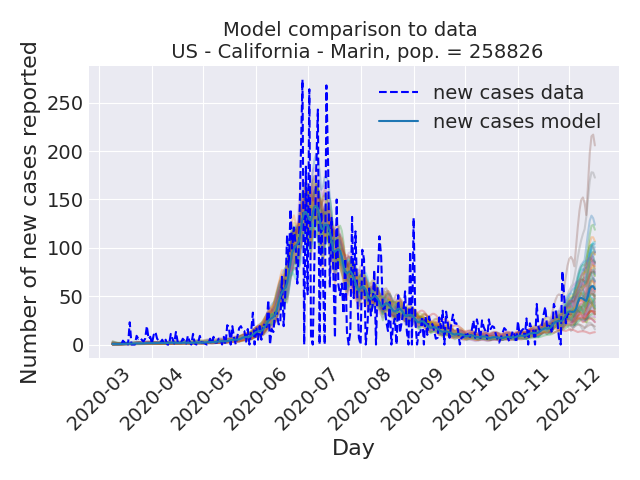 Model comparison to data
US - California - Marin, pop. = 258826
Number of new cases reported
250
200
150
100
50
0
new cases data
new cases model
2020-03
2020-04
2020-05
2020-06
2020-07
2020-08
2020-09
2020-10
2020-11
2020-12
Day